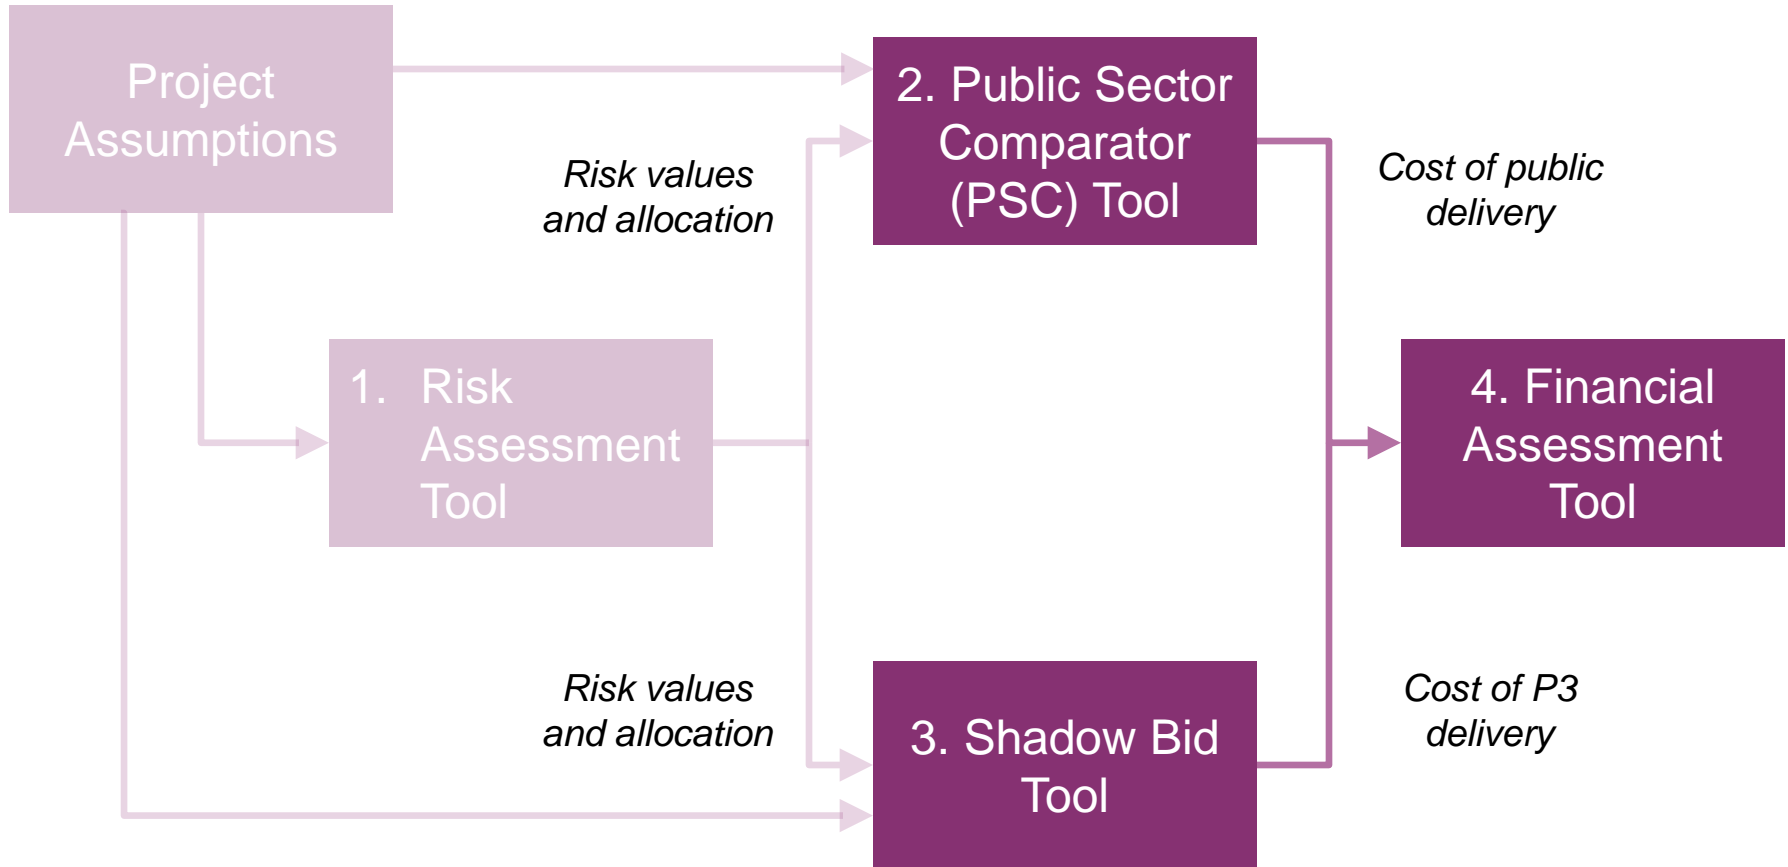 Project
Assumptions
2. Public Sector
Comparator
(PSC) Tool
Risk values
and allocation
Cost of public
delivery
1. Risk
Assessment
Tool
4. Financial
Assessment
Tool
Risk values
and allocation
3. Shadow Bid
Tool
Cost of P3
delivery